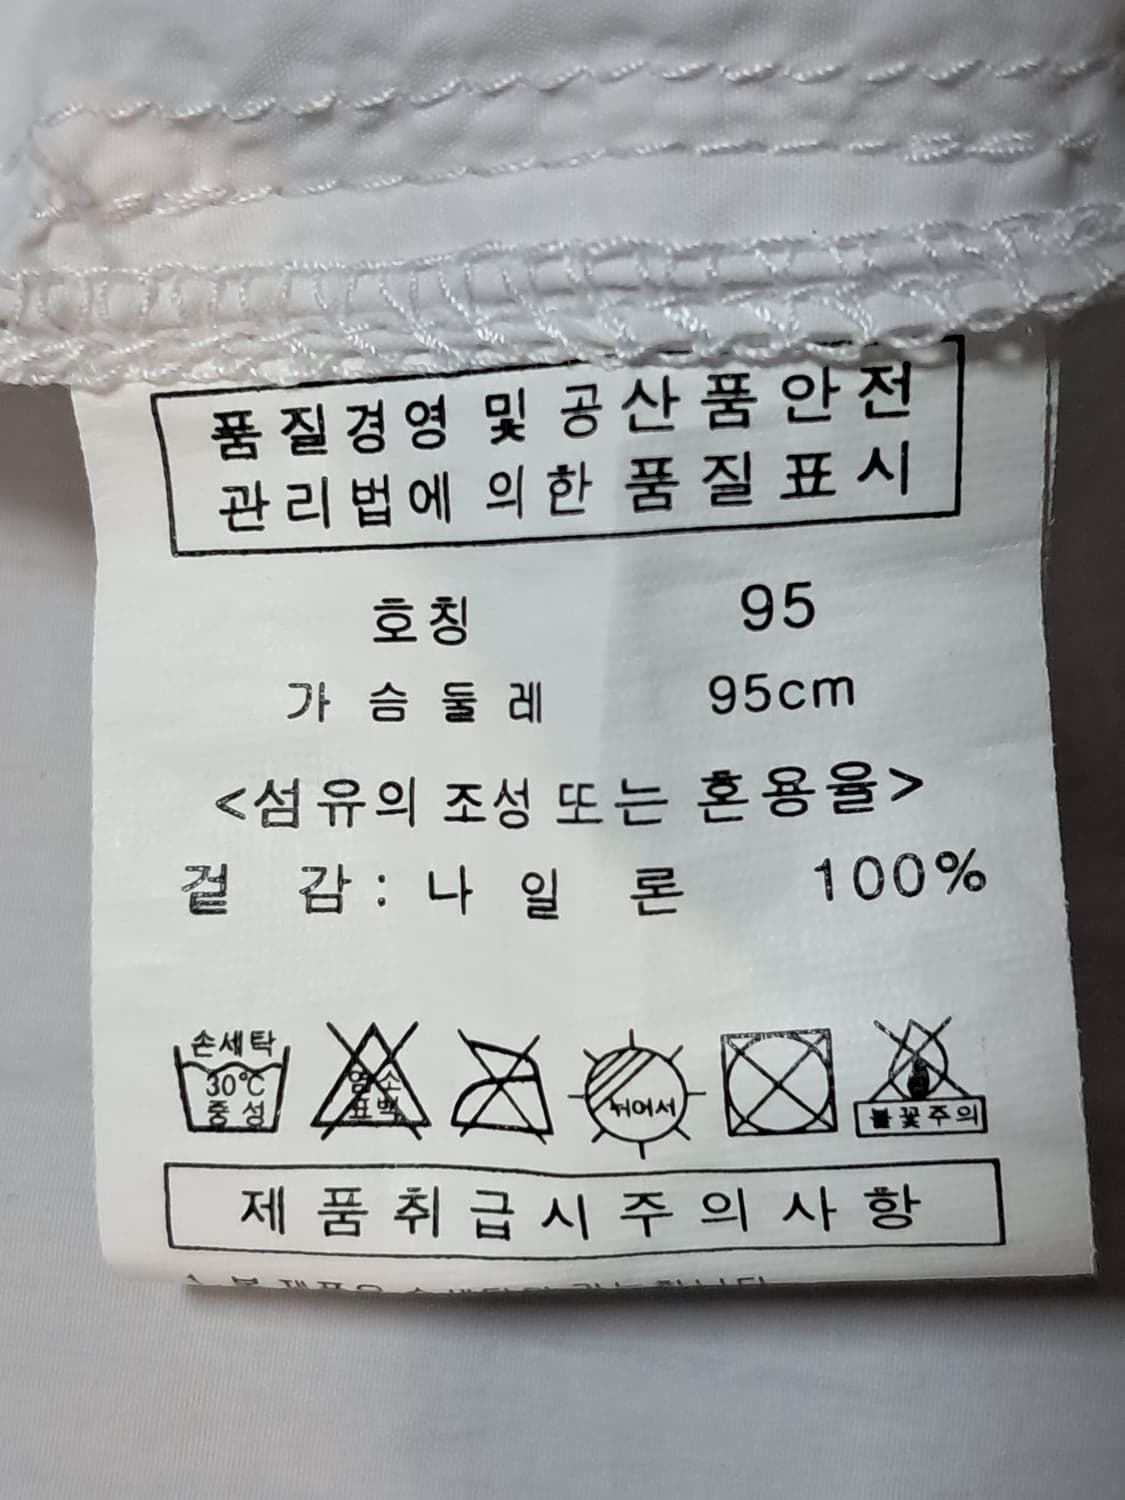 품질경영 및 공산품안전
관리법에 의한 품질표시
호칭 95
가슴둘레 95cm
<섬유의 조성 또는 혼용율>
겉 감: 나 일 론 100%
손세탁
30℃
중성
염소
표백
뉘어서
불꽃주의
제품취급시주의사항